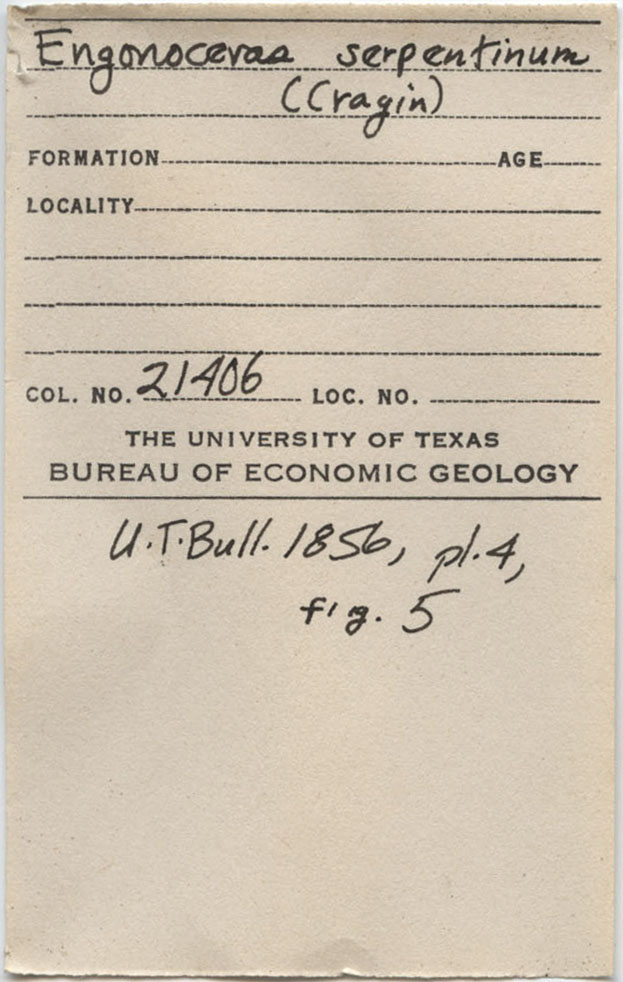 Engonoceras serpentinum
(Cragin)
FORMATION AGE
LOCALITY
COL. NO. 21406 LOC. NO.
THE UNIVERSITY OF TEXAS
BUREAU OF ECONOMIC GEOLOGY
U.T.Bull. 1856, pl.4,
fig. 5